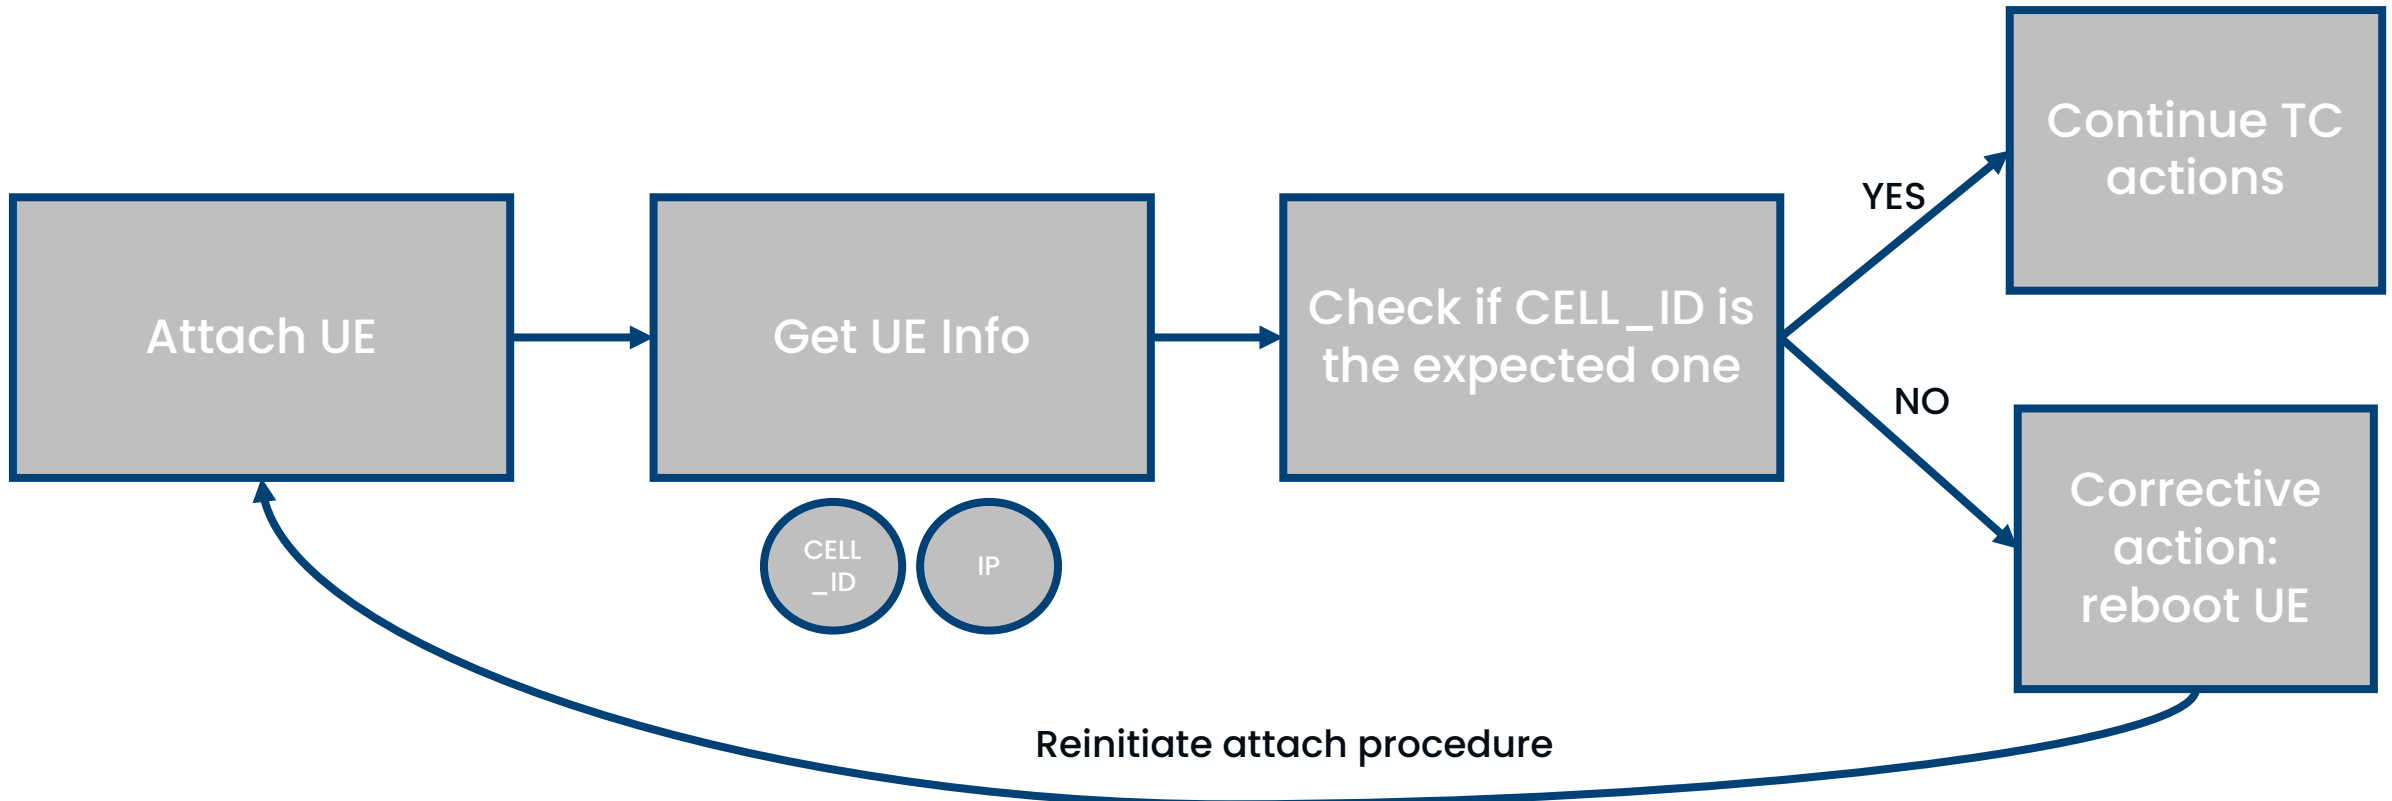 Attach UE
Get UE Info
CELL
_ID
IP
Check if CELL_ID is
the expected one
YES
Continue TC
actions
NO
Corrective
action:
reboot UE
Reinitiate attach procedure